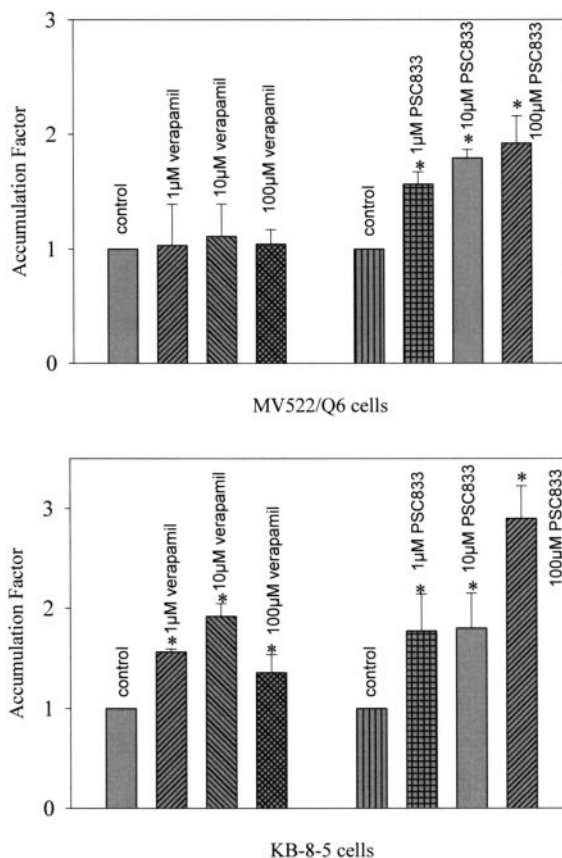 3
2
1
0
Accumulation Factor
control
1µM verapamil
10µM verapamil
100µM verapamil
control
* 1µM PSC833
* 10µM PSC833
*
100µM PSC833
MV522/Q6 cells
3
2
1
0
Accumulation Factor
control
*1µM verapamil
*10µM verapamil
* 100µM verapamil
control
* 1µM PSC833
* 10µM PSC833
*
100µM PSC833
KB-8-5 cells